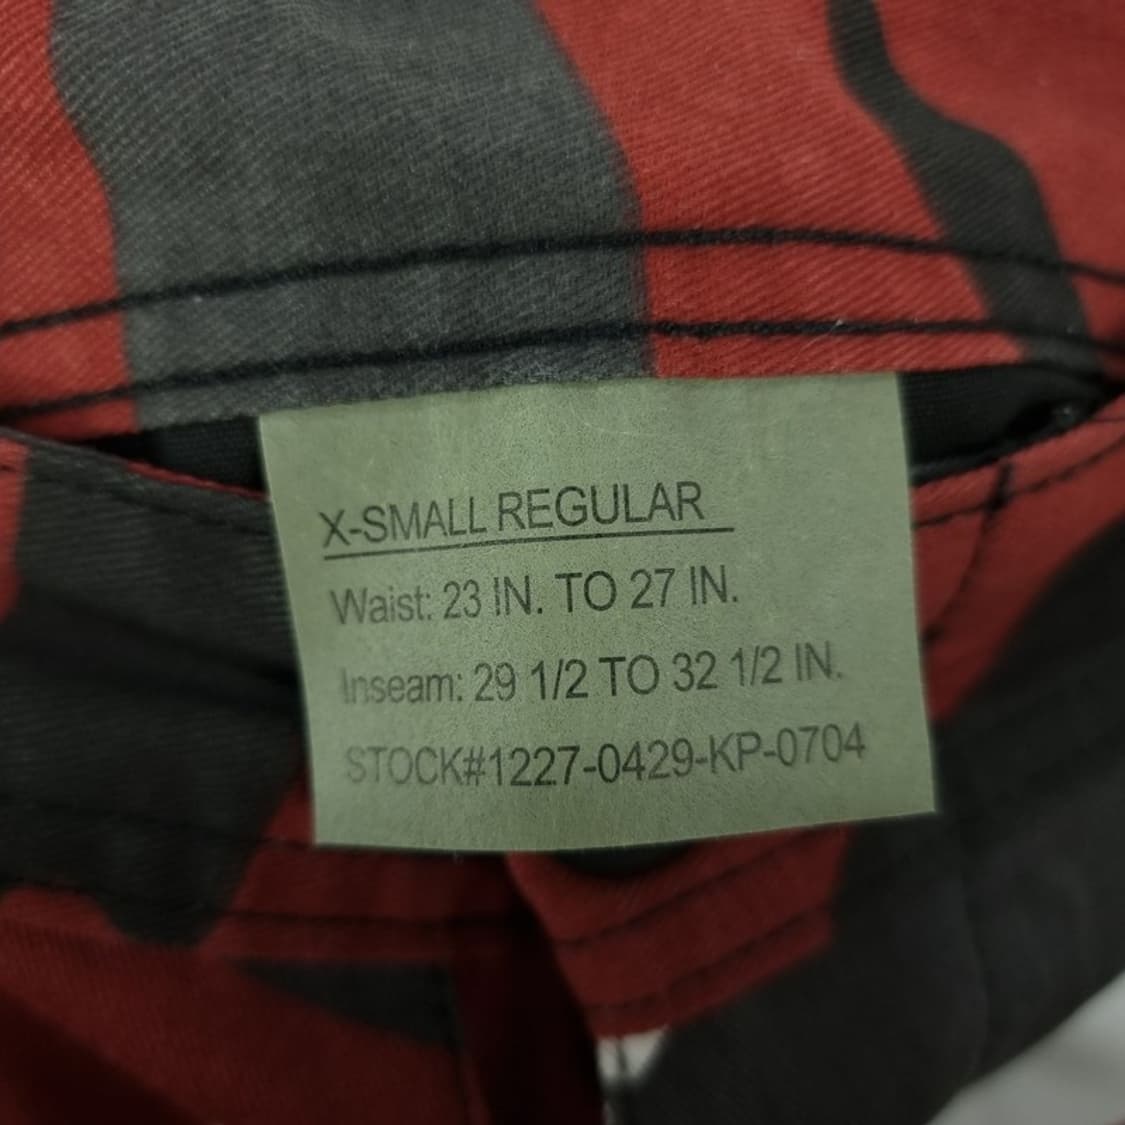 X-SMALL REGULAR
Waist: 23 IN. TO 27 IN.
Inseam: 29 1/2 TO 32 1/2 IN.
STOCK#1227-0429-KP-0704